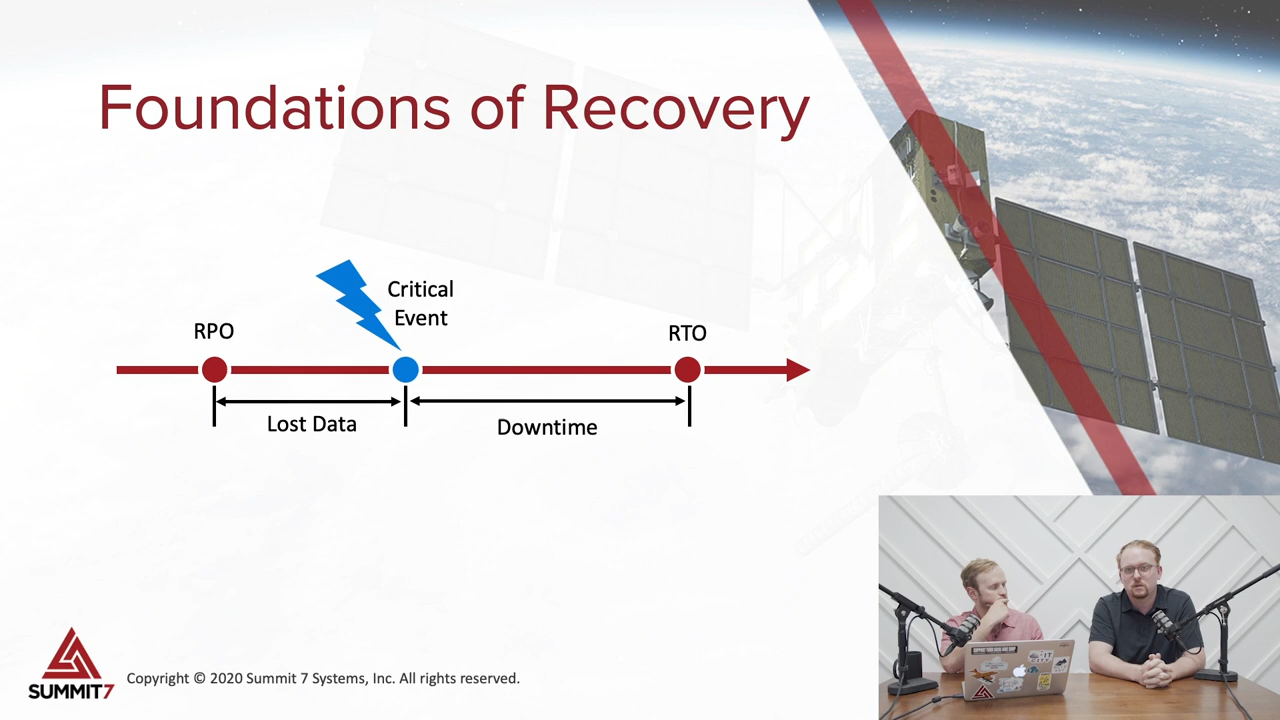 Foundations of Recovery
Critical
Event
RPO
RTO
Lost Data
Downtime
SUMMIT7
Copyright © 2020 Summit 7 Systems, Inc. All rights reserved.